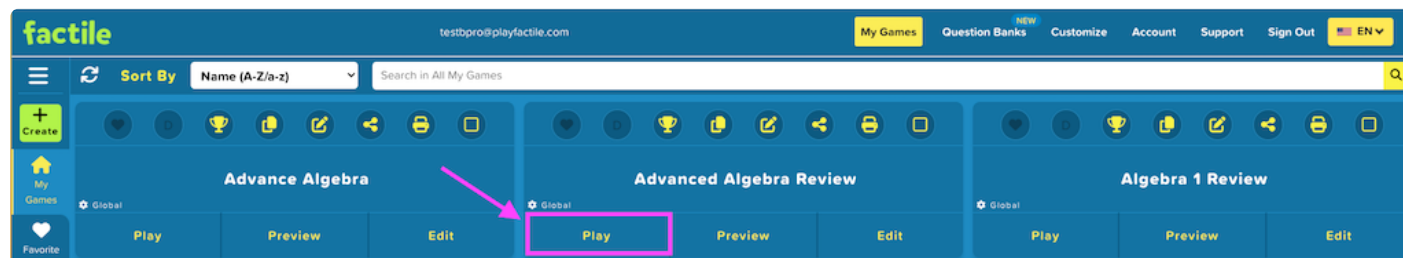 factile
testbpro@playfactile.com
My Games
NEW
Question Banks
Customize
Account
Support
Sign Out
EN
Sort By
Name (A-Z/a-z)
Search in All My Games
+
Create
My
Games
Favorite
D
Advance Algebra
Global
Play
Preview
Edit
D
Advanced Algebra Review
Global
Play
Preview
Edit
D
Algebra 1 Review
Global
Play
Preview
Edit